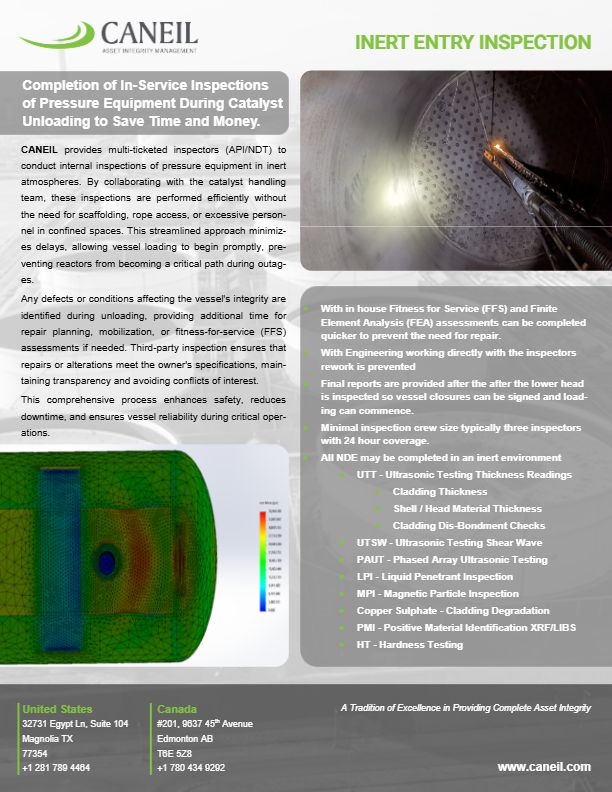 CANEIL
ASSET INTEGRITY MANAGEMENT
INERT ENTRY INSPECTION
Completion of In-Service Inspections
of Pressure Equipment During Catalyst
Unloading to Save Time and Money.
CANEIL provides multi-ticketed inspectors (API/NDT) to
conduct internal inspections of pressure equipment in inert
atmospheres. By collaborating with the catalyst handling
team, these inspections are performed efficiently without
the need for scaffolding, rope access, or excessive person-
nel in confined spaces. This streamlined approach minimiz-
es delays, allowing vessel loading to begin promptly, pre-
venting reactors from becoming a critical path during outag-
es.
Any defects or conditions affecting the vessel's integrity are
identified during unloading, providing additional time for
repair planning, mobilization, or fitness-for-service (FFS)
assessments if needed. Third-party inspection ensures that
repairs or alterations meet the owner's specifications, main-
taining transparency and avoiding conflicts of interest.
This comprehensive process enhances safety, reduces
downtime, and ensures vessel reliability during critical oper-
ations.
With in house Fitness for Service (FFS) and Finite
Element Analysis (FEA) assessments can be completed
quicker to prevent the need for repair.
With Engineering working directly with the inspectors
rework is prevented
Final reports are provided after the after the lower head
is inspected so vessel closures can be signed and load-
ing can commence.
Minimal inspection crew size typically three inspectors
with 24 hour coverage.
All NDE may be completed in an inert environment
UTT - Ultrasonic Testing Thickness Readings
Cladding Thickness
Shell / Head Material Thickness
Cladding Dis-Bondment Checks
UTSW - Ultrasonic Testing Shear Wave
PAUT - Phased Array Ultrasonic Testing
LPI - Liquid Penetrant Inspection
MPI - Magnetic Particle Inspection
Copper Sulphate - Cladding Degradation
PMI - Positive Material Identification XRF/LIBS
HT - Hardness Testing
United States
32731 Egypt Ln, Suite 104
Magnolia TX
77354
+1 281 789 4464
Canada
#201, 9837 45th Avenue
Edmonton AB
T6E 5Z8
+1 780 434 9292
A Tradition of Excellence in Providing Complete Asset Integrity
www.caneil.com